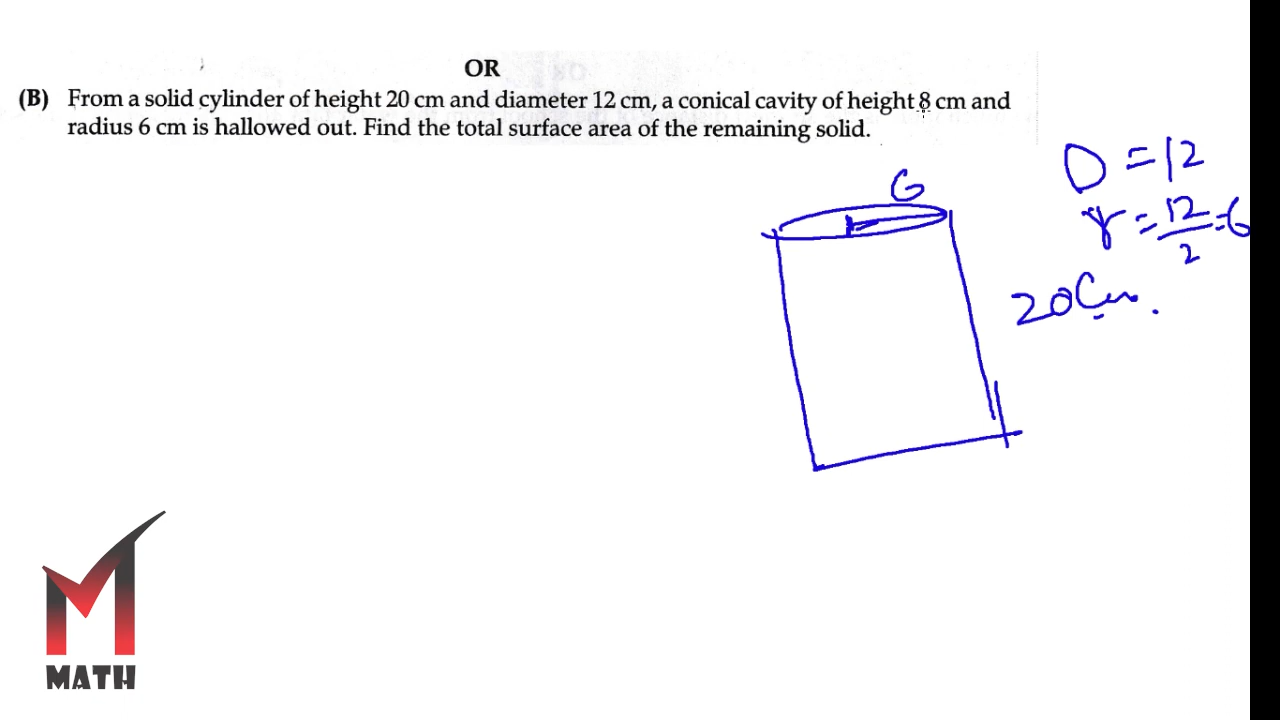 OR
(B) From a solid cylinder of height 20 cm and diameter 12 cm, a conical cavity of height 8 cm and
radius 6 cm is hallowed out. Find the total surface area of the remaining solid.
D = 12
6
r = 12/2 = 6
20 Cm.
MATH